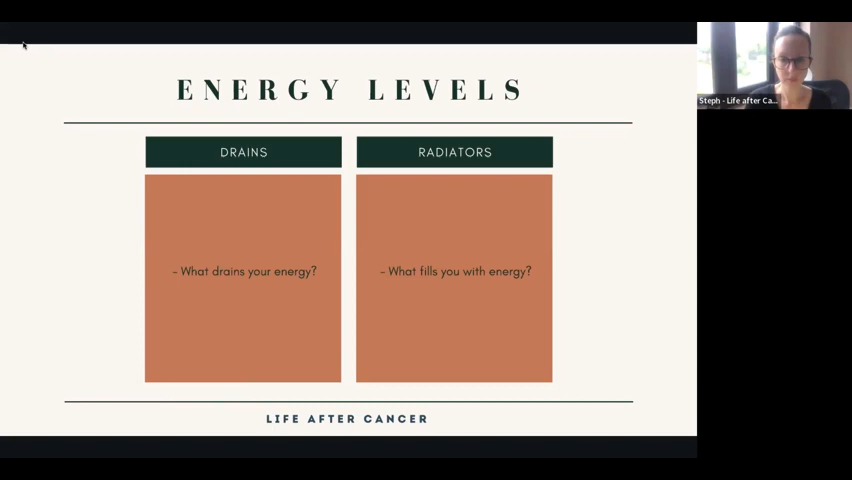 ENERGY LEVELS
DRAINS
RADIATORS
- What drains your energy?
- What fills you with energy?
LIFE AFTER CANCER
Steph - Life after Ca...